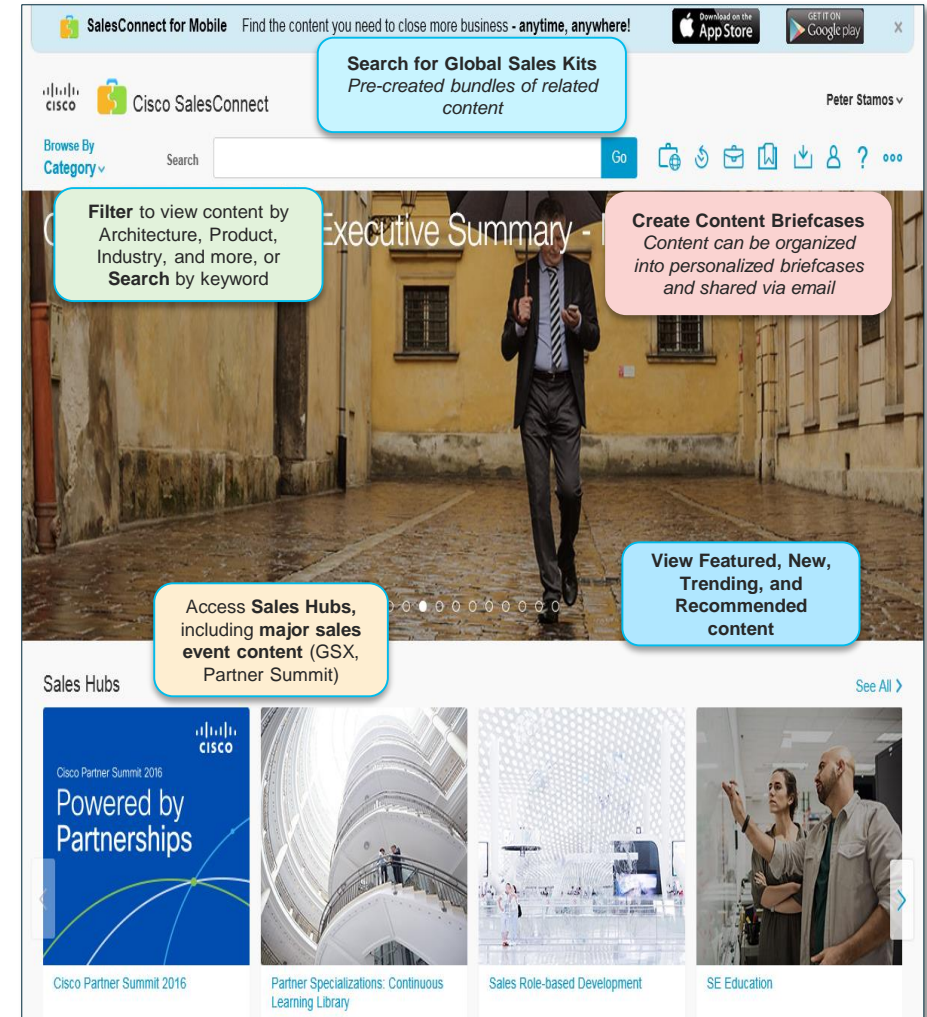 SalesConnect for Mobile Find the content you need to close more business - anytime, anywhere!
Download on the
App Store
GET IT ON
Google play
X
Search for Global Sales Kits
Pre-created bundles of related
content
cisco
Cisco SalesConnect
Peter Stamos
Browse By
Category
Search
Go
?
Filter to view content by
Architecture, Product,
Industry, and more, or
Search by keyword
Executive Summary -
Create Content Briefcases
Content can be organized
into personalized briefcases
and shared via email
View Featured, New,
Trending, and
Recommended
content
Access Sales Hubs,
including major sales
event content (GSX,
Partner Summit)
Sales Hubs
See All
cisco
Cisco Partner Summit 2016
Powered by
Partnerships
Cisco Partner Summit 2016
Partner Specializations: Continuous
Learning Library
Sales Role-based Development
SE Education